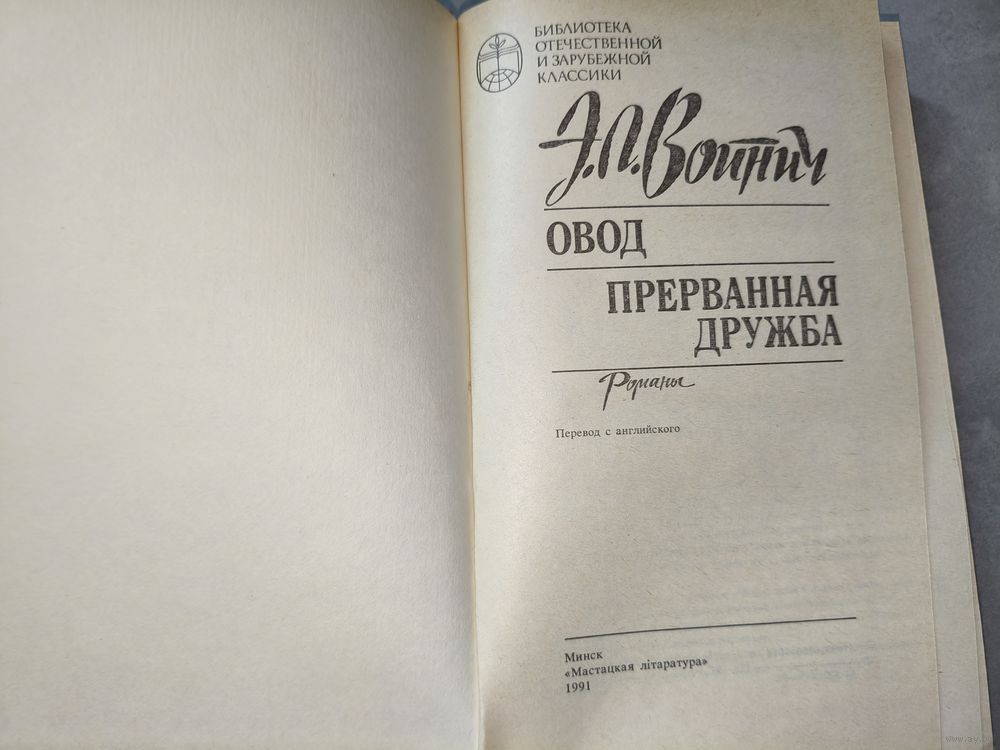 БИБЛИОТЕКА
ОТЕЧЕСТВЕННОЙ
И ЗАРУБЕЖНОЙ
КЛАССИКИ
Э.Л.Войнич
ОВОД
ПРЕРВАННАЯ
ДРУЖБА
Романы
Перевод с английского
Минск
«Мастацкая літаратура»
1991